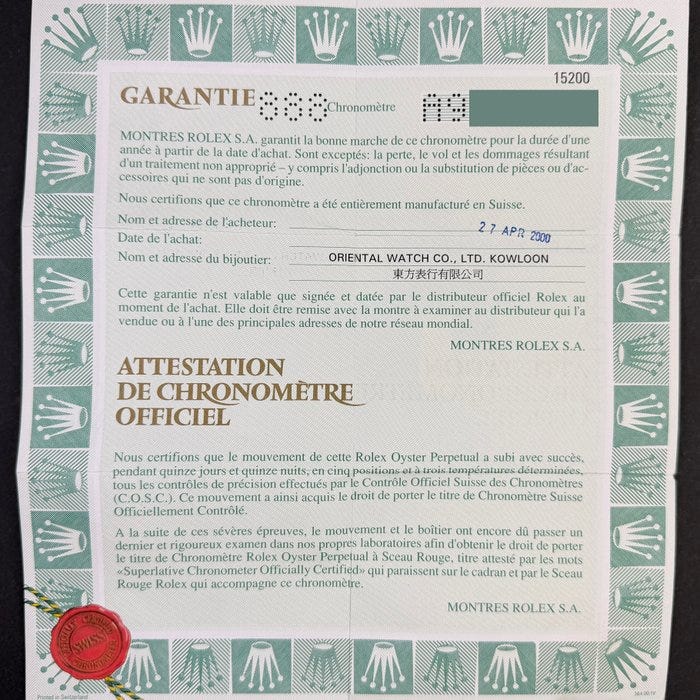 15200
GARANTIE 888 Chronomètre A9
MONTRES ROLEX S.A. garantit la bonne marche de ce chronomètre pour la durée d'une
année à partir de la date d'achat. Sont exceptés: la perte, le vol et les dommages résultant
d'un traitement non approprié – y compris l'adjonction ou la substitution de pièces ou d'ac-
cessoires qui ne sont pas d'origine.
Nous certifions que ce chronomètre a été entièrement manufacturé en Suisse.
Nom et adresse de l'acheteur:
27 APR 2000
Date de l'achat:
Nom et adresse du bijoutier: ORIENTAL WATCH CO., LTD. KOWLOON
東方表行有限公司
Cette garantie n'est valable que signée et datée par le distributeur officiel Rolex au
moment de l'achat. Elle doit être remise avec la montre à examiner au distributeur qui l'a
vendue ou à l'une des principales adresses de notre réseau mondial.
MONTRES ROLEX S.A.
ATTESTATION
DE CHRONOMÈTRE
OFFICIEL
Nous certifions que le mouvement de cette Rolex Oyster Perpetual a subi avec succès,
pendant quinze jours et quinze nuits, en cinq positions et à trois températures déterminées,
tous les contrôles de précision effectués par le Contrôle Officiel Suisse des Chronomètres
(C.O.S.C.). Ce mouvement a ainsi acquis le droit de porter le titre de Chronomètre Suisse
Officiellement Contrôlé.
A la suite de ces sévères épreuves, le mouvement et le boîtier ont encore dû passer un
dernier et rigoureux examen dans nos propres laboratoires afin d'obtenir le droit de porter
le titre de Chronomètre Rolex Oyster Perpetual à Sceau Rouge, titre attesté par les mots
«Superlative Chronometer Officially Certified» qui paraissent sur le cadran et par le Sceau
Rouge Rolex qui accompagne ce chronomètre.
MONTRES ROLEX S.A.
SWISS
Printed in Switzerland